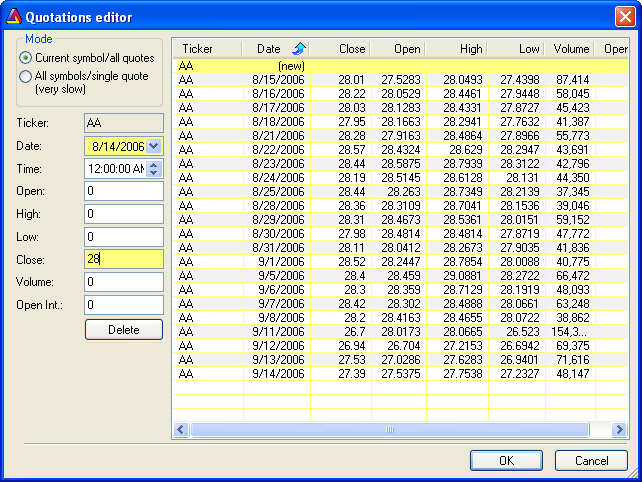 Quotations editor
Mode
Current symbol/all quotes
All symbols/single quote
(very slow)
Ticker: AA
Date: 8/14/2006
Time: 12:00:00 AM
Open: 0
High: 0
Low: 0
Close: 28
Volume: 0
Open Int.: 0
Delete
Ticker Date Close Open High Low Volume Oper
AA (new)
AA 8/15/2006 28.01 27.5283 28.0493 27.4398 87,414
AA 8/16/2006 28.22 28.0529 28.4461 27.9448 58,045
AA 8/17/2006 28.03 28.1283 28.4331 27.8727 45,423
AA 8/18/2006 27.95 28.1663 28.2941 27.7632 41,387
AA 8/21/2006 28.28 27.9163 28.4864 27.8966 55,773
AA 8/22/2006 28.57 28.4324 28.629 28.2947 43,691
AA 8/23/2006 28.44 28.5875 28.7939 28.3122 42,796
AA 8/24/2006 28.19 28.5145 28.6128 28.131 44,350
AA 8/25/2006 28.44 28.263 28.7349 28.2139 37,345
AA 8/28/2006 28.36 28.3109 28.7041 28.1536 39,046
AA 8/29/2006 28.31 28.4673 28.5361 28.0151 59,152
AA 8/30/2006 27.98 28.4814 28.4814 27.8719 47,772
AA 8/31/2006 28.11 28.0412 28.2673 27.9035 41,836
AA 9/1/2006 28.52 28.2447 28.7854 28.0088 40,775
AA 9/5/2006 28.4 28.459 29.0881 28.2722 66,472
AA 9/6/2006 28.3 28.359 28.7129 28.1919 48,093
AA 9/7/2006 28.42 28.302 28.4888 28.0661 63,248
AA 9/8/2006 28.2 28.4163 28.4655 28.0722 38,862
AA 9/11/2006 26.7 28.0173 28.0665 26.523 154,3...
AA 9/12/2006 26.94 26.704 27.2153 26.6942 69,375
AA 9/13/2006 27.53 27.0286 27.6283 26.9401 71,616
AA 9/14/2006 27.39 27.5375 27.7538 27.2327 48,147
OK Cancel